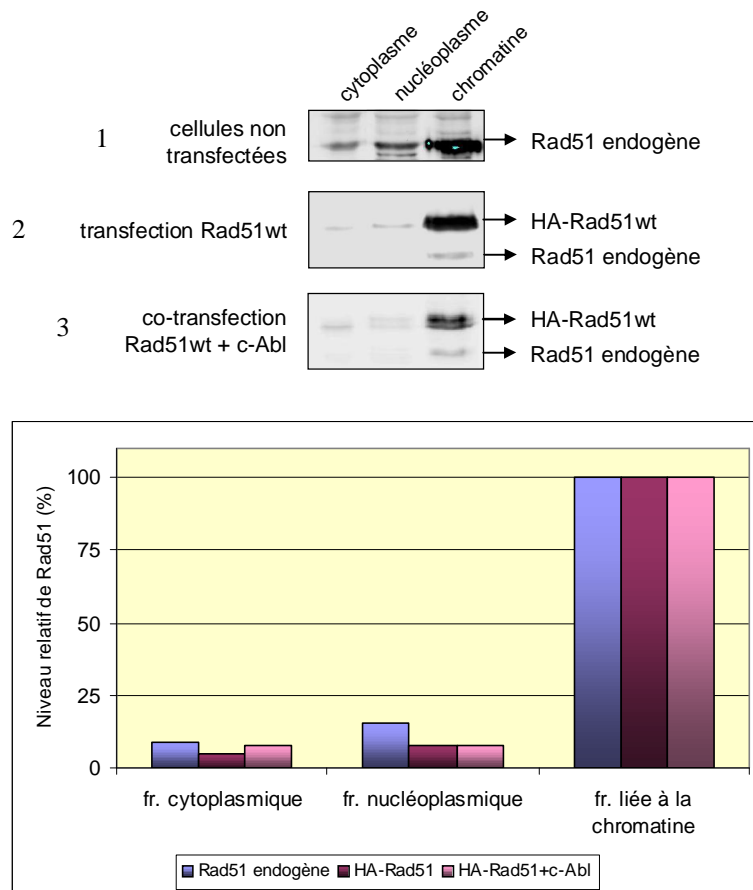 cytoplasme
nucléoplasme
chromatine
1
cellules non
transfectées
Rad51 endogène
2
transfection Rad51wt
HA-Rad51wt
Rad51 endogène
3
co-transfection
Rad51wt + c-Abl
HA-Rad51wt
Rad51 endogène
Niveau relatif de Rad51 (%)
100
75
50
25
0
fr. cytoplasmique
fr. nucléoplasmique
fr. liée à la
chromatine
Rad51 endogène
HA-Rad51
HA-Rad51+c-Abl